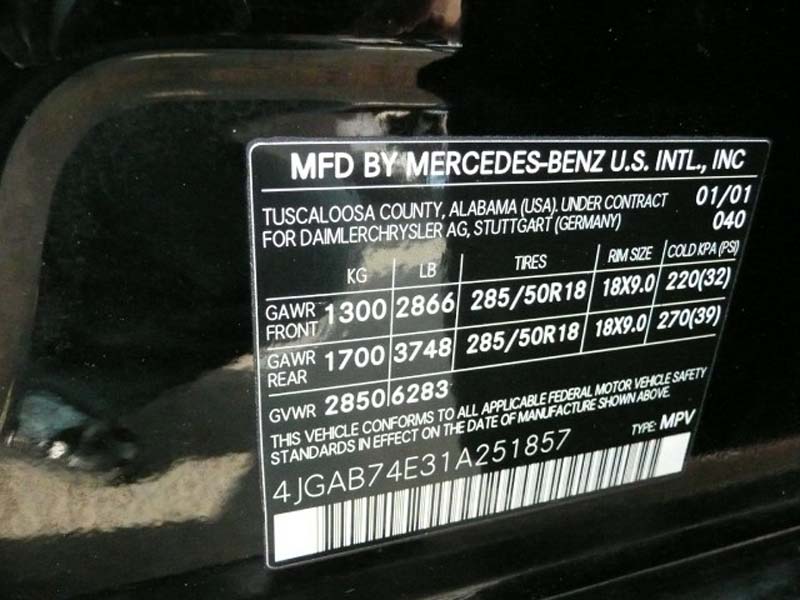 MFD BY MERCEDES-BENZ U.S. INTL., INC
TUSCALOOSA COUNTY, ALABAMA (USA). UNDER CONTRACT 01/01
FOR DAIMLERCHRYSLER AG, STUTTGART (GERMANY) 040
KG LB TIRES RIM SIZE COLD KPA (PSI)
GAWR FRONT 1300 2866 285/50R18 18X9.0 220(32)
GAWR REAR 1700 3748 285/50R18 18X9.0 270(39)
GVWR 2850 6283
THIS VEHICLE CONFORMS TO ALL APPLICABLE FEDERAL MOTOR VEHICLE SAFETY
STANDARDS IN EFFECT ON THE DATE OF MANUFACTURE SHOWN ABOVE.
4JGAB74E31A251857 TYPE: MPV